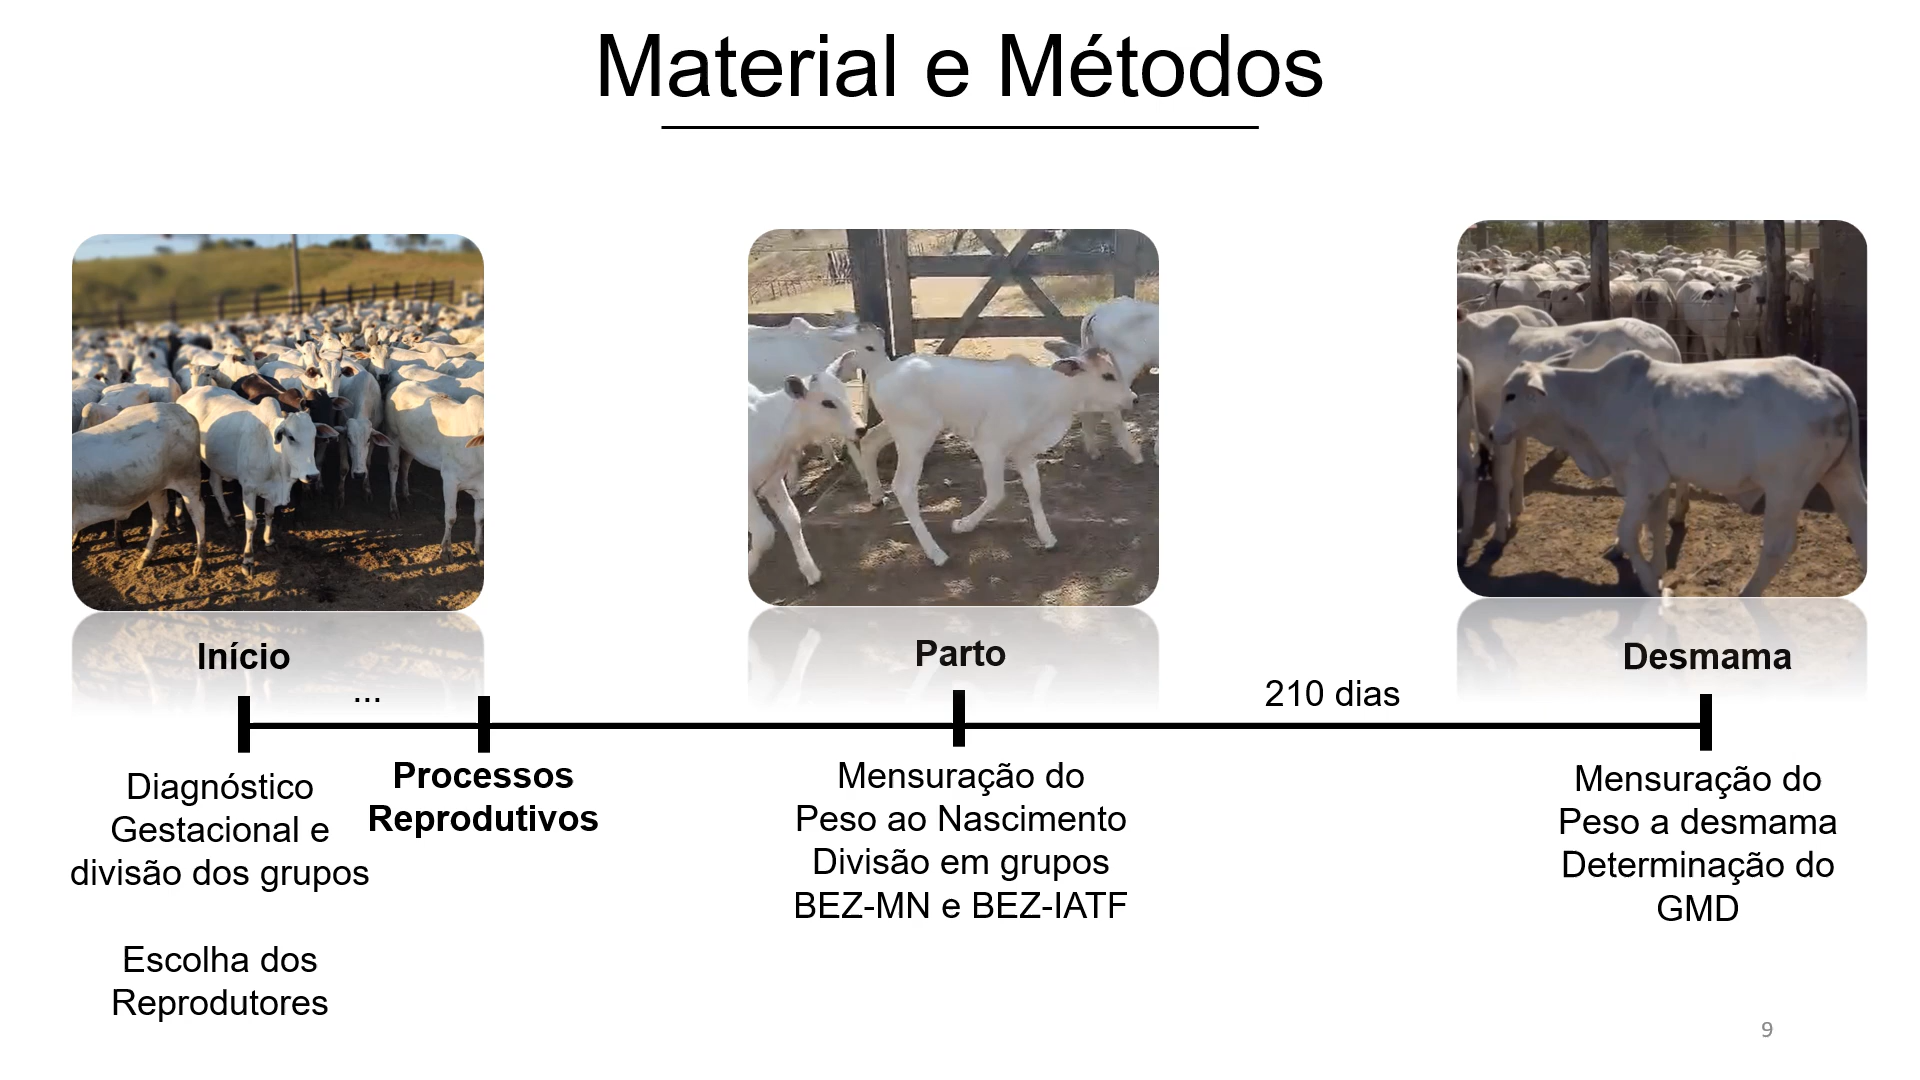 Material e Métodos
Início
...
Diagnóstico
Gestacional e
divisão dos grupos
Escolha dos
Reprodutores
Processos
Reprodutivos
Parto
Mensuração do
Peso ao Nascimento
Divisão em grupos
BEZ-MN e BEZ-IATF
210 dias
Desmama
Mensuração do
Peso a desmama
Determinação do
GMD
9